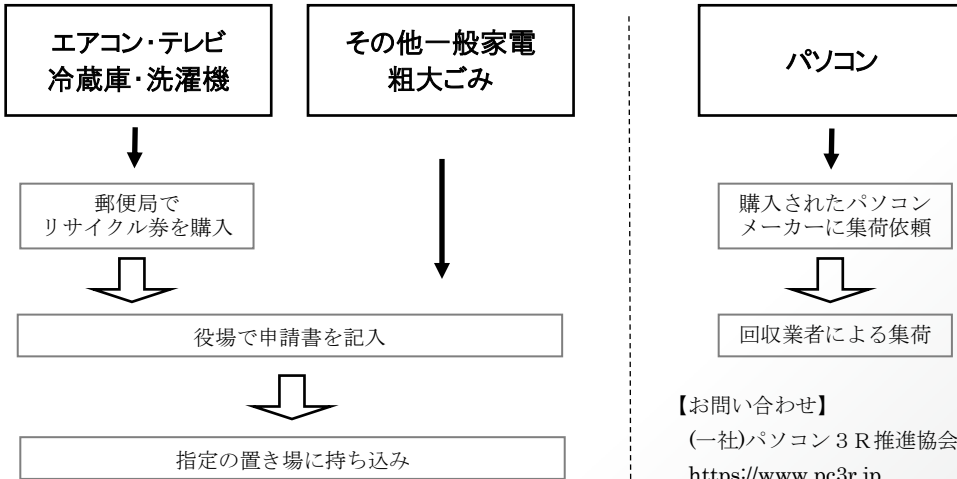 エアコン・テレビ
冷蔵庫・洗濯機
郵便局で
リサイクル券を購入
その他一般家電
粗大ごみ
役場で申請書を記入
指定の置き場に持ち込み
パソコン
購入されたパソコン
メーカーに集荷依頼
回収業者による集荷
【お問い合わせ】
(一社)パソコン３Ｒ推進協会
https://www.pc3r.jp